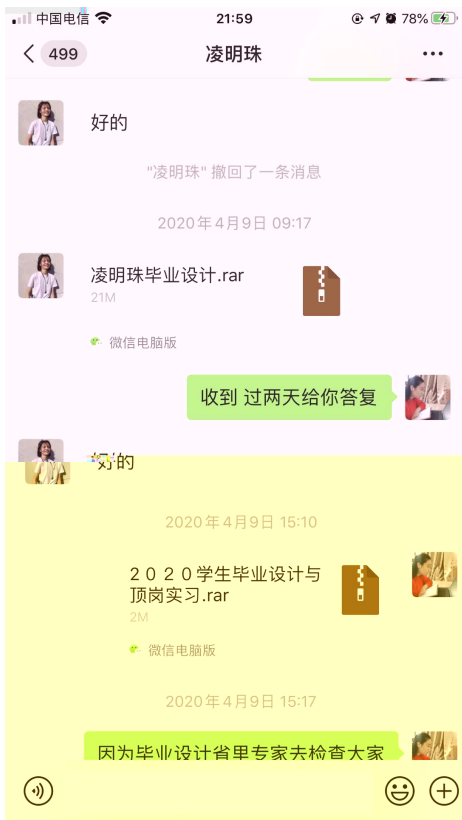 中国电信 21:59 78%
499 凌明珠
好的
"凌明珠" 撤回了一条消息
2020年4月9日 09:17
凌明珠毕业设计.rar
21M
微信电脑版
收到 过两天给你答复
好的
2020年4月9日 15:10
２０２０学生毕业设计与
顶岗实习.rar
2M
微信电脑版
2020年4月9日 15:17
因为毕业设计省里专家去检查大家